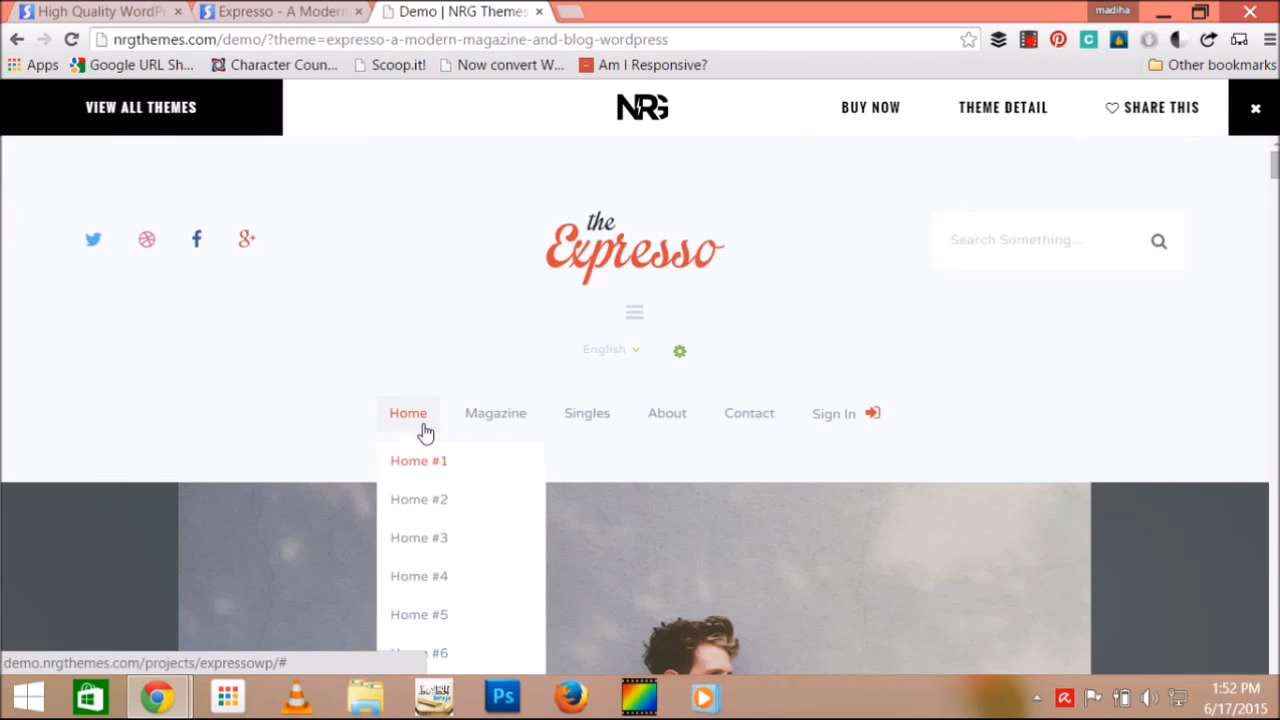 High Quality WordP
Expresso - A Modern
Demo | NRG Themes
madiha
nrgthemes.com/demo/?theme=expresso-a-modern-magazine-and-blog-wordpress
Apps
Google URL Sh...
Character Coun...
Scoop.it!
Now convert W...
Am I Responsive?
Other bookmarks
VIEW ALL THEMES
NRG
BUY NOW
THEME DETAIL
SHARE THIS
the
Expresso
Search Something...
English
Home
Magazine
Singles
About
Contact
Sign In
Home #1
Home #2
Home #3
Home #4
Home #5
#6
demo.nrgthemes.com/projects/expressowp/#
Ps
1:52 PM
6/17/2015